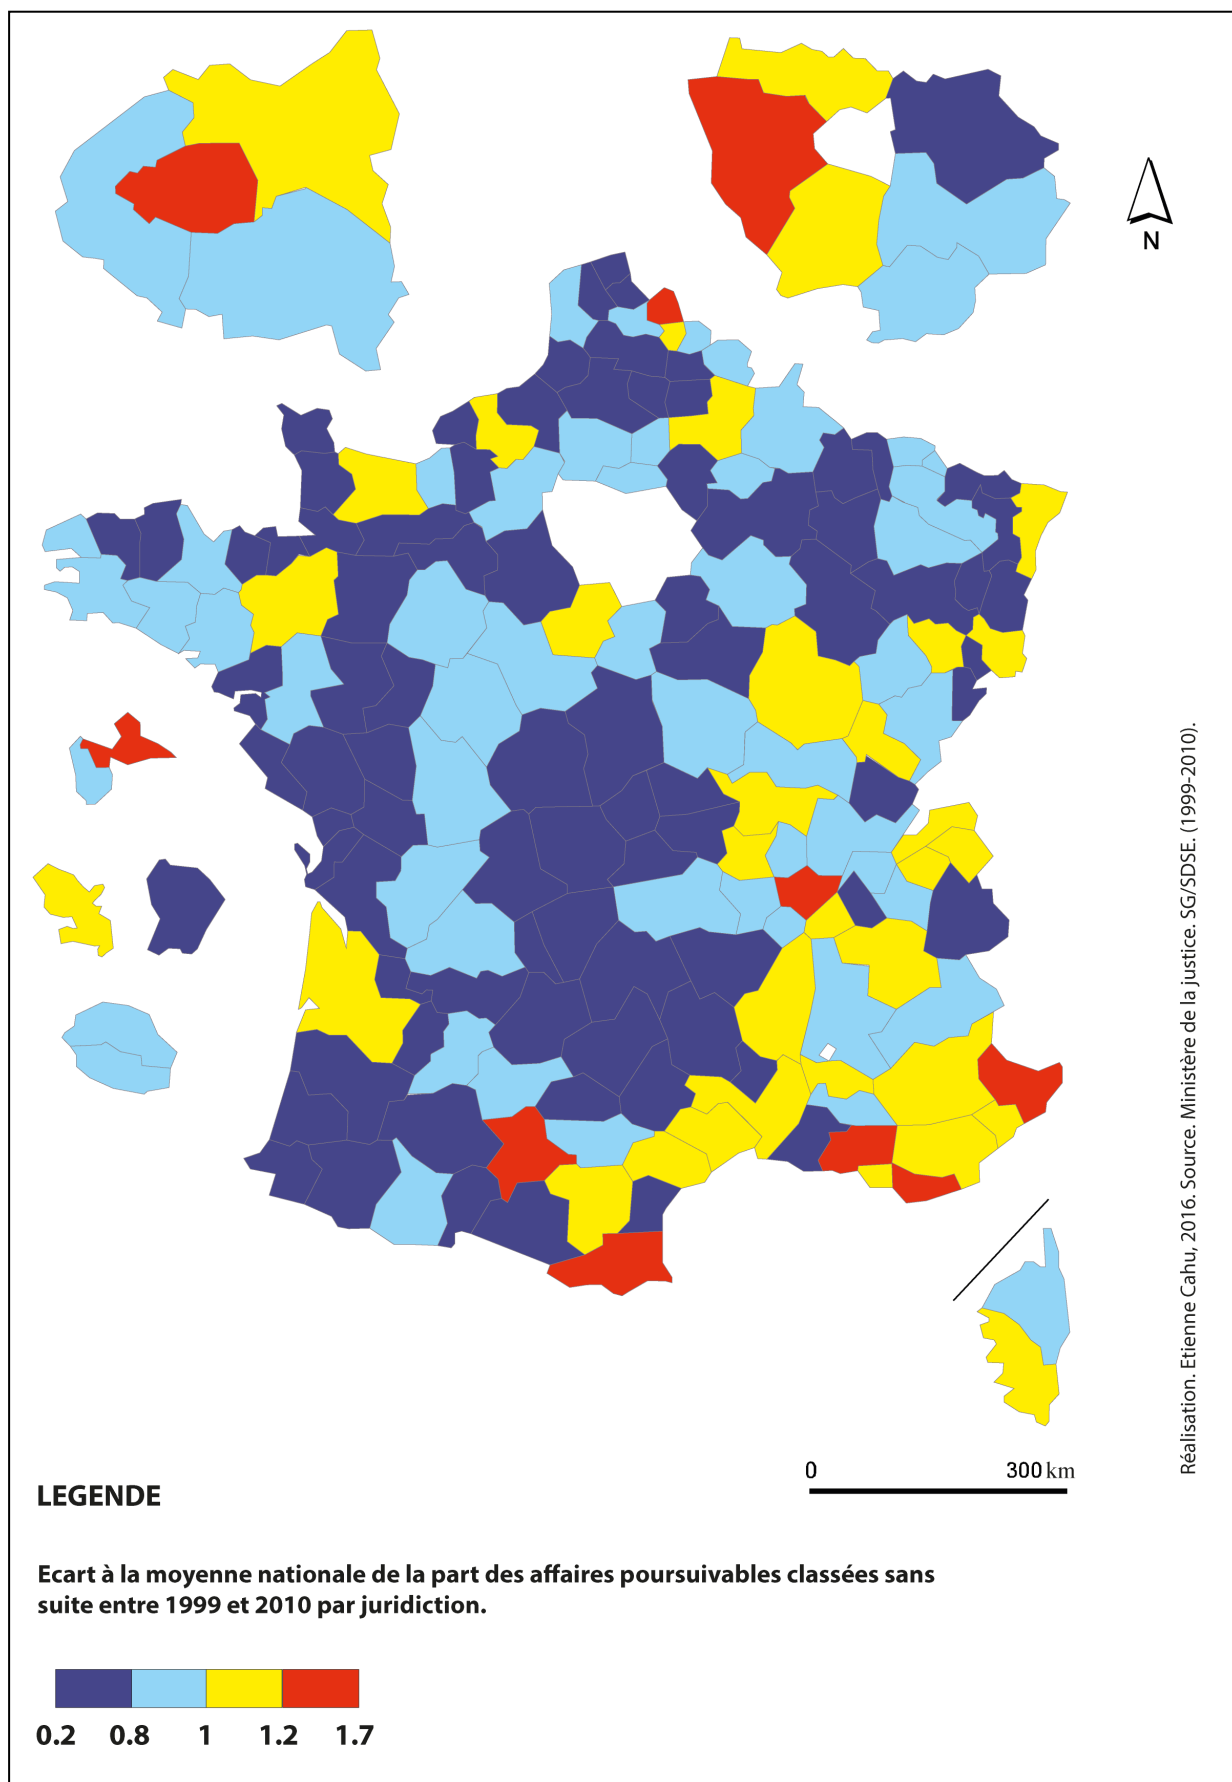 N
Réalisation. Etienne Cahu, 2016. Source. Ministère de la justice. SG/SDSE. (1999-2010).
0 300 km
LEGENDE
Ecart à la moyenne nationale de la part des affaires poursuivables classées sans
suite entre 1999 et 2010 par juridiction.
0.2 0.8 1 1.2 1.7